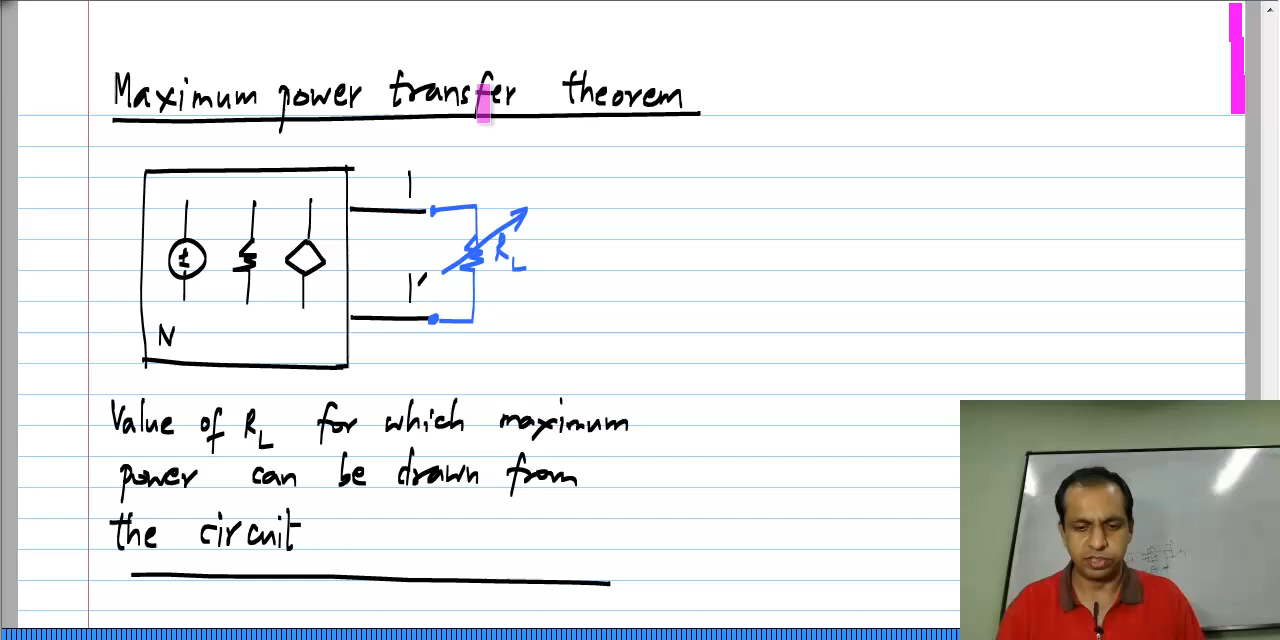 Maximum power transfer theorem
1
R_L
1'
N
Value of R_L for which maximum
power can be drawn from
the circuit